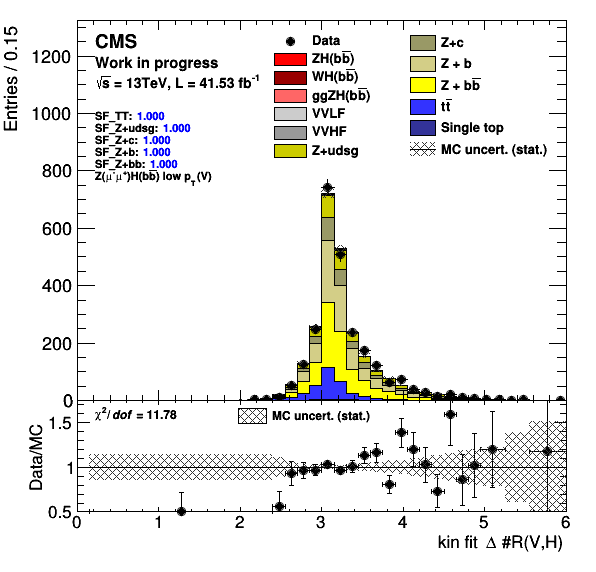 CMS
Work in progress
√s = 13TeV, L = 41.53 fb⁻¹
SF_TT: 1.000
SF_Z+udsg: 1.000
SF_Z+c: 1.000
SF_Z+b: 1.000
SF_Z+bb: 1.000
Z(μ⁻μ⁺)H(bb̅) low p_T(V)
Data
ZH(bb̅)
WH(bb̅)
ggZH(bb̅)
VVLF
VVHF
Z+udsg
Z+c
Z + b
Z + bb̅
tt̅
Single top
MC uncert. (stat.)
Entries / 0.15
1200
1000
800
600
400
200
0
χ²/dof = 11.78
MC uncert. (stat.)
Data/MC
1.5
1
0.5
0 1 2 3 4 5 6
kin fit Δ #R(V,H)